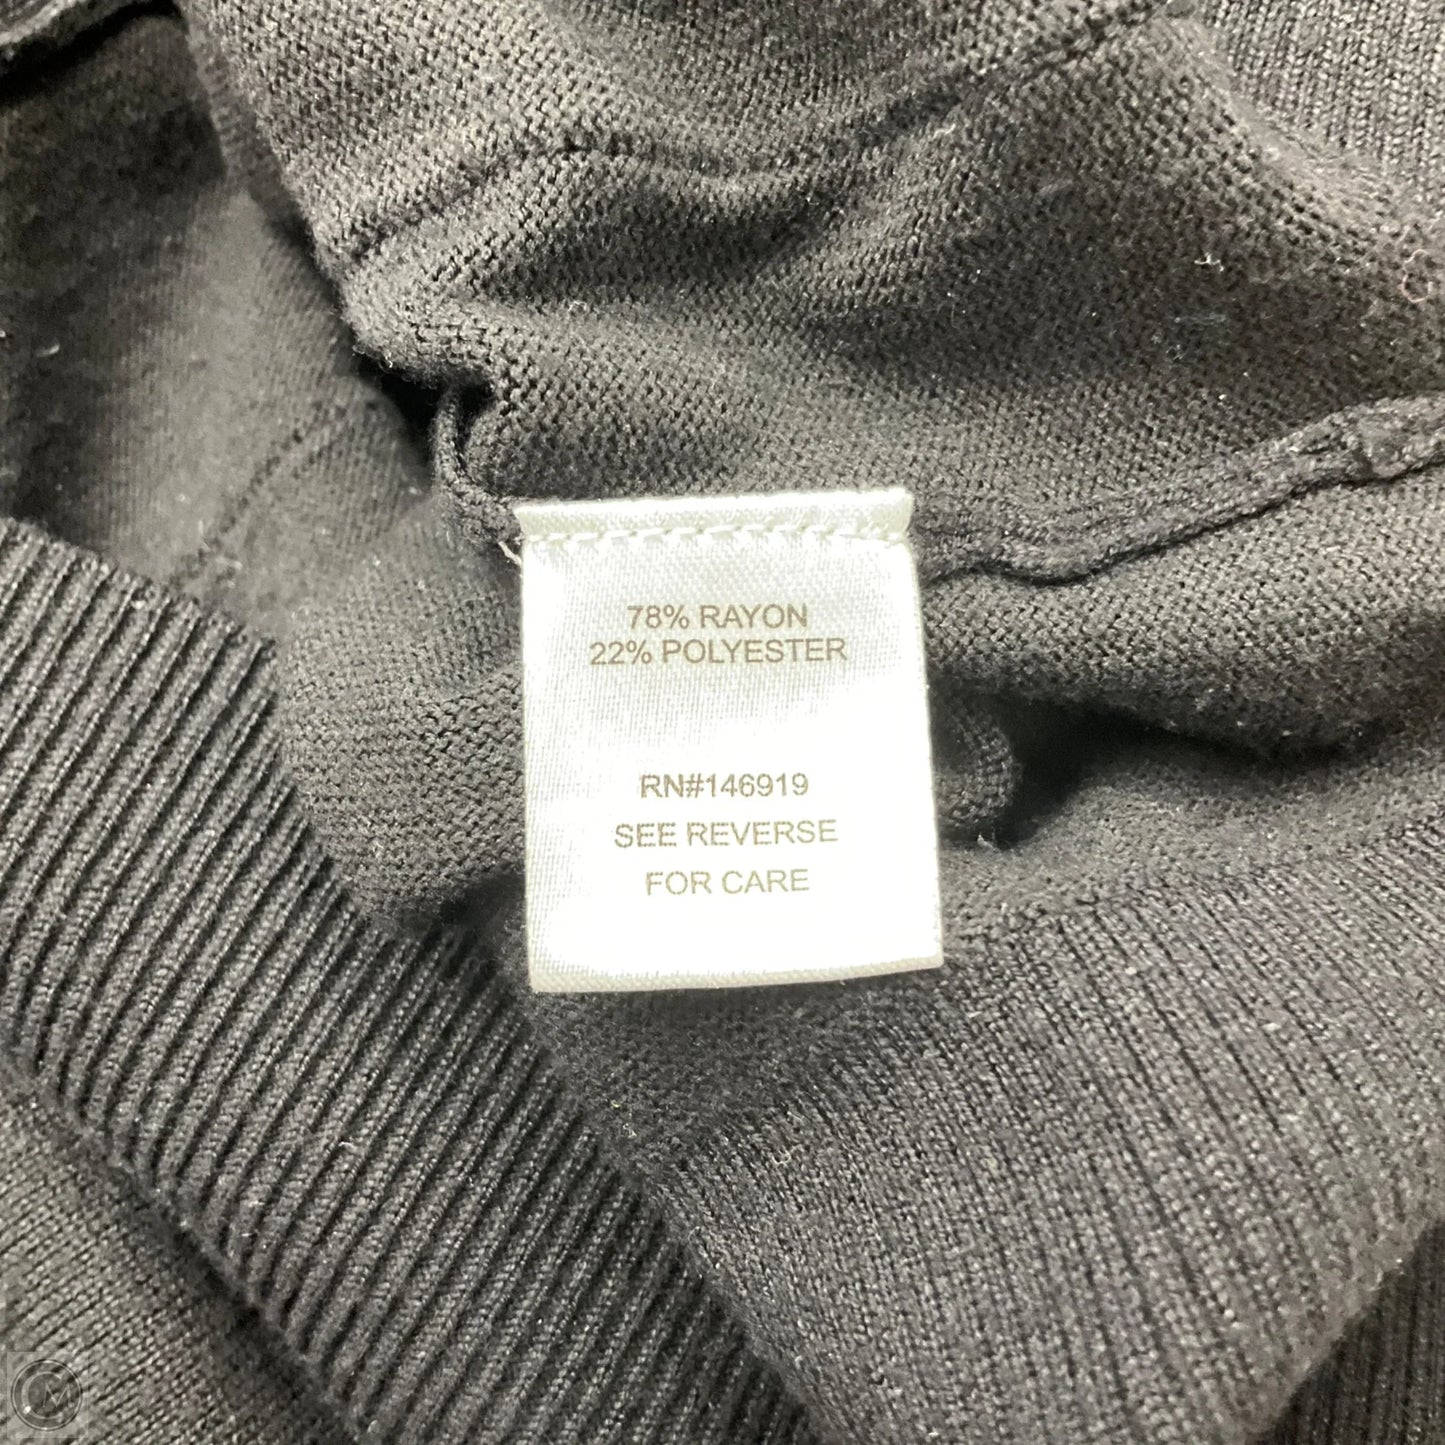 78% RAYON
22% POLYESTER
RN#146919
SEE REVERSE
FOR CARE